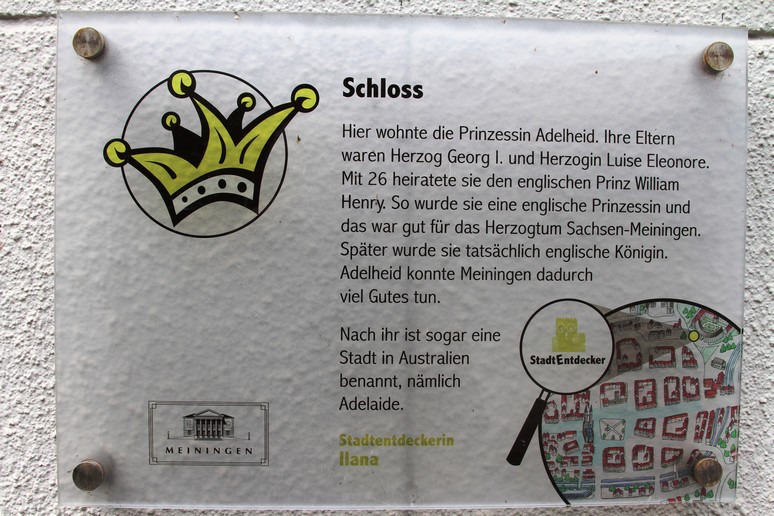 Schloss
Hier wohnte die Prinzessin Adelheid. Ihre Eltern
waren Herzog Georg I. und Herzogin Luise Eleonore.
Mit 26 heiratete sie den englischen Prinz William
Henry. So wurde sie eine englische Prinzessin und
das war gut für das Herzogtum Sachsen-Meiningen.
Später wurde sie tatsächlich englische Königin.
Adelheid konnte Meiningen dadurch
viel Gutes tun.
Nach ihr ist sogar eine
Stadt in Australien
benannt, nämlich
Adelaide.
Stadtentdeckerin
Ilana
StadtEntdecker
MEININGEN